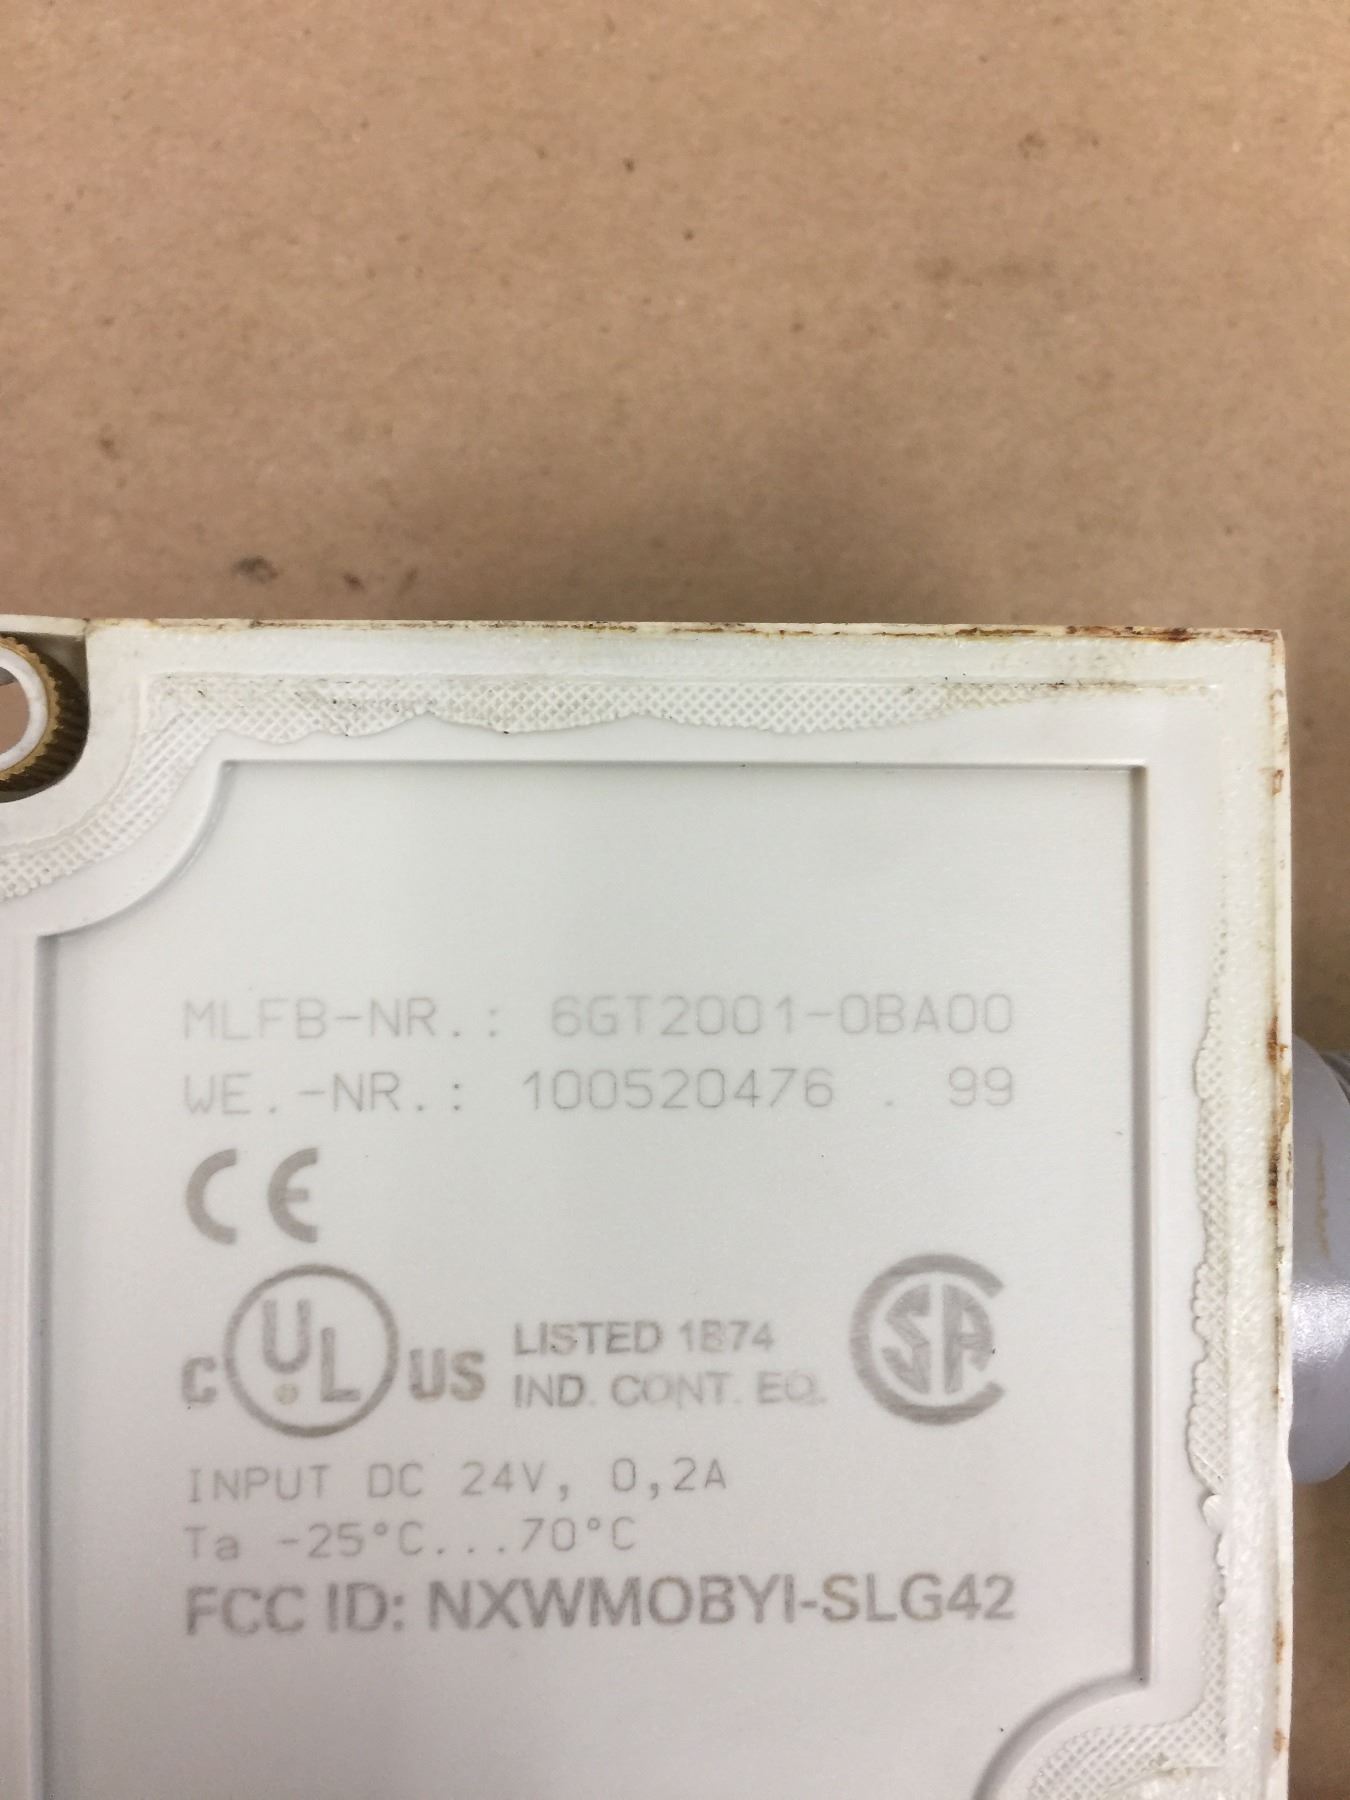 MLFB-NR.: 6GT2001-0BA00
WE.-NR.: 100520476 . 99
CE
C UL US LISTED 1B74 SA
IND. CONT. EQ.
INPUT DC 24V, 0,2A
Ta -25°C...70°C
FCC ID: NXWMOBYI-SLG42